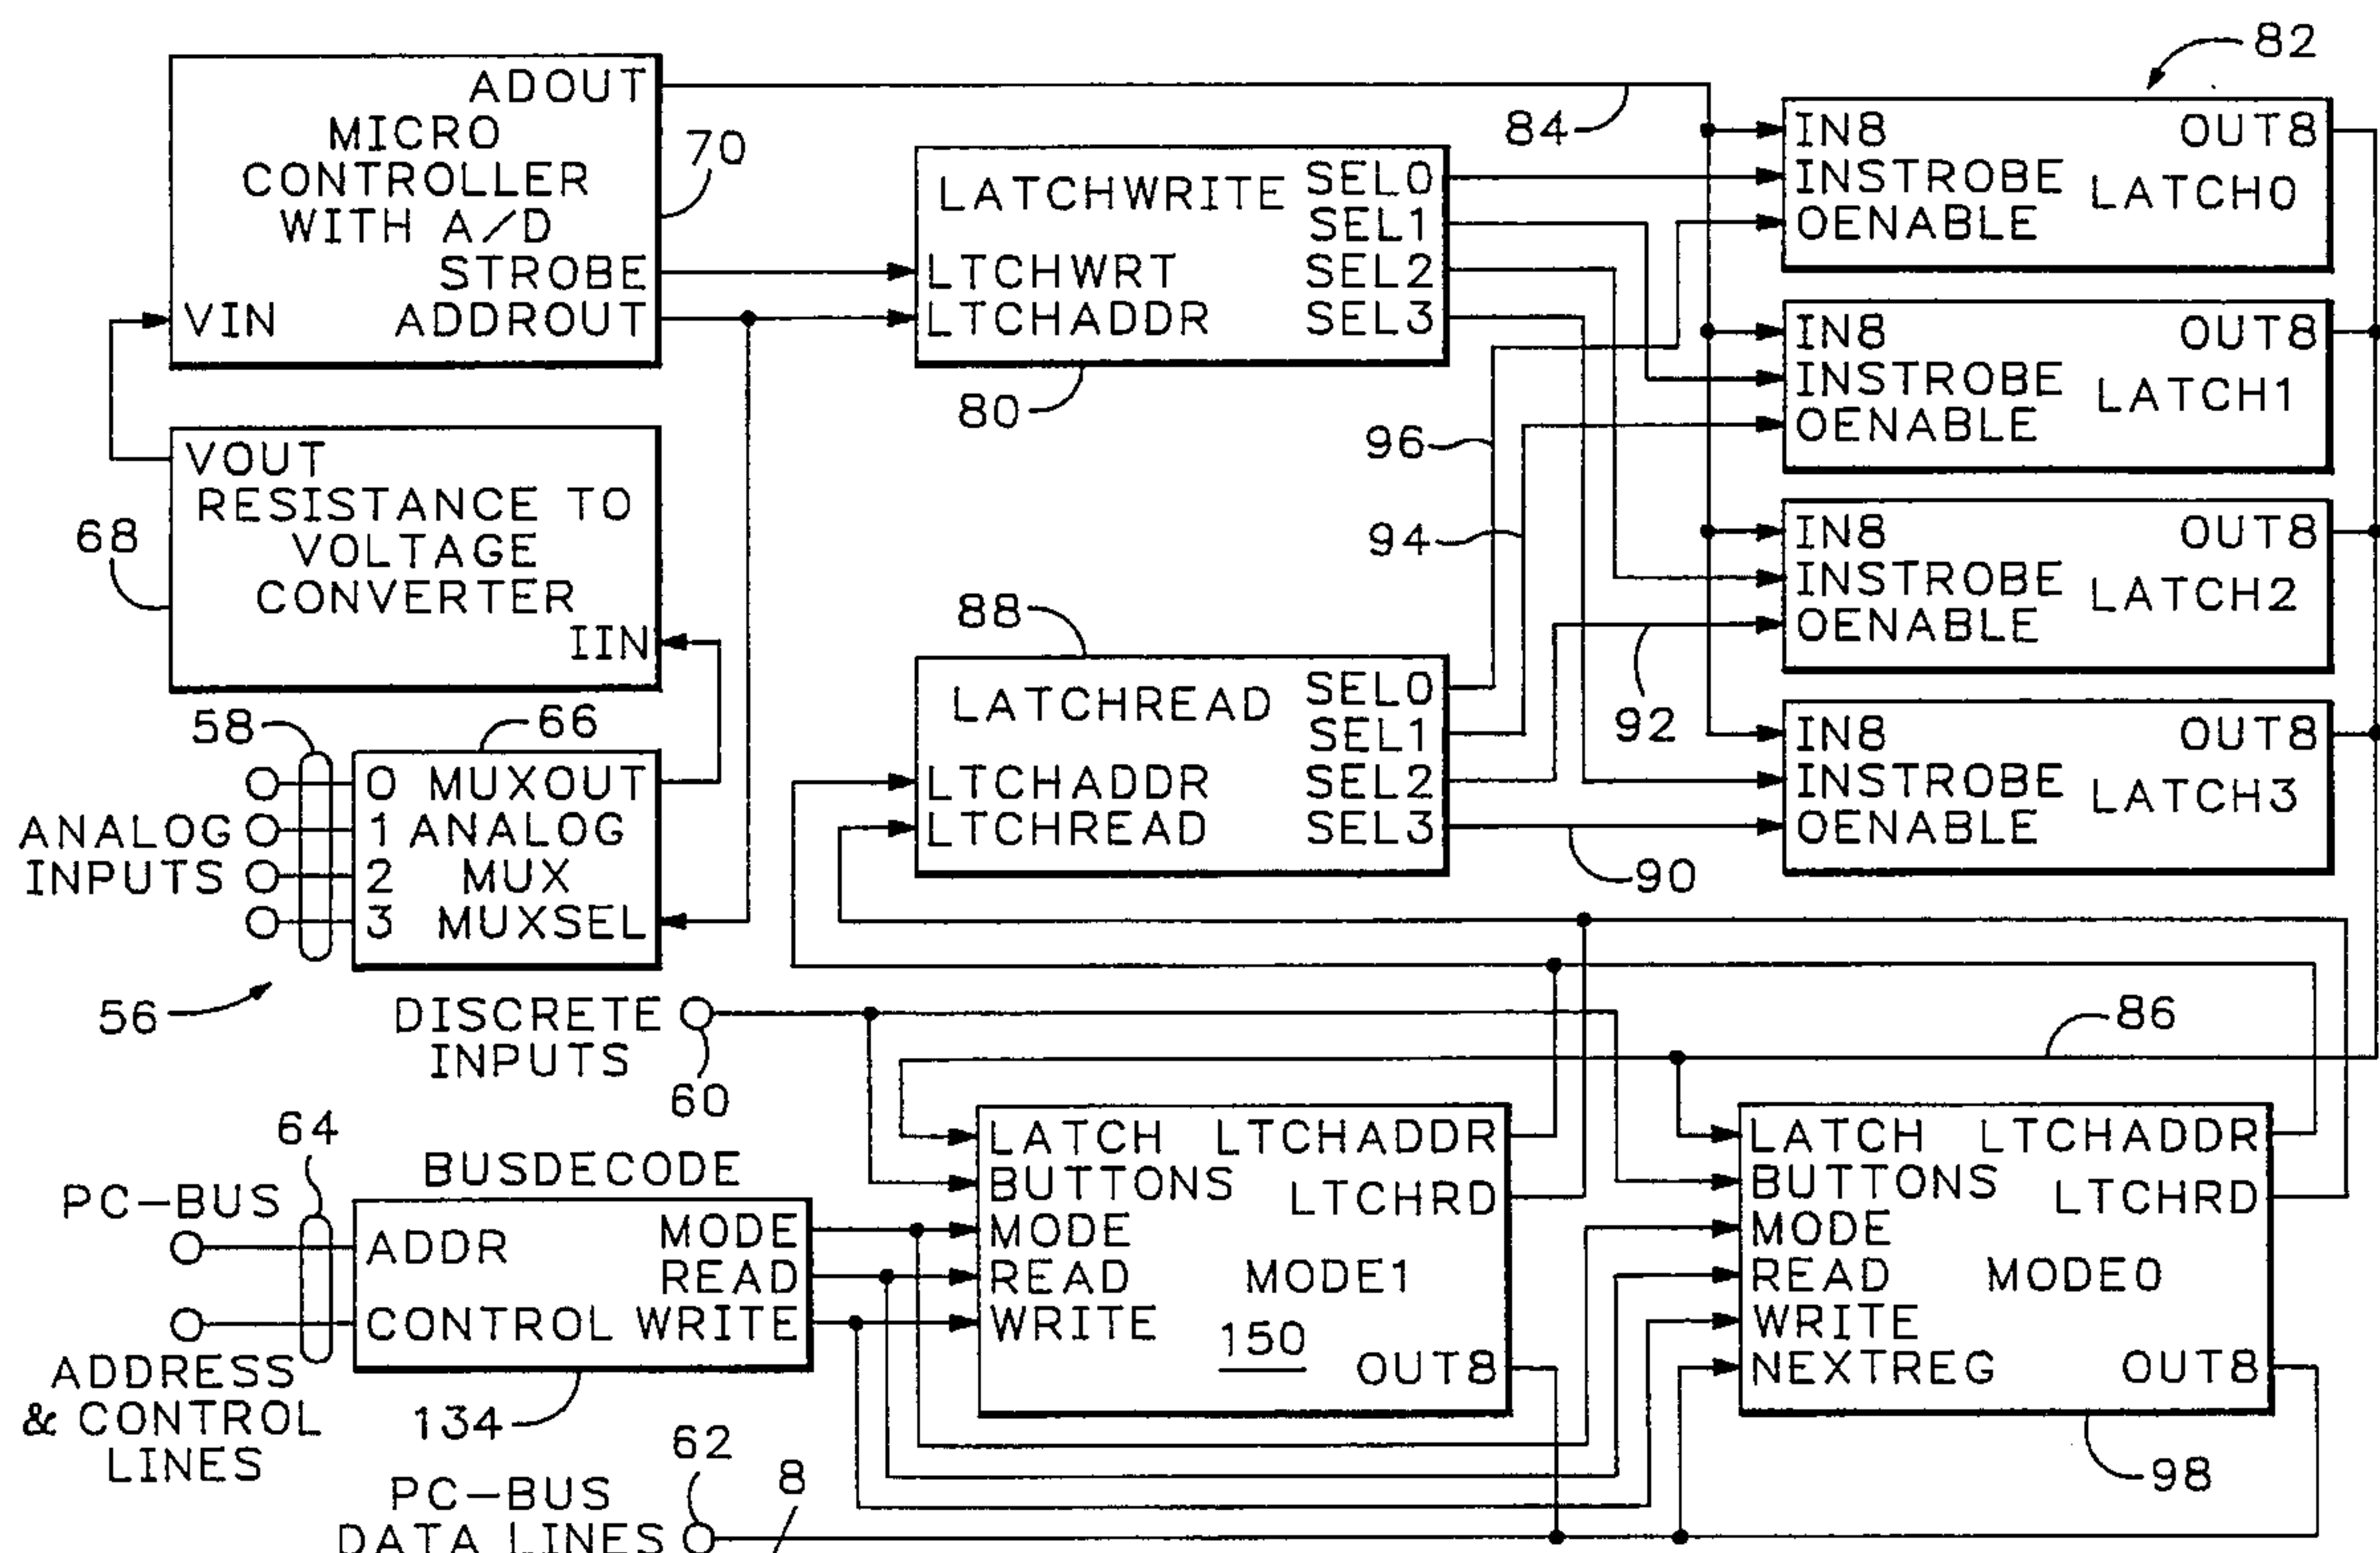 82
ADOUT
MICRO
CONTROLLER
WITH A/D
STROBE
VIN ADDROUT
70
84
LATCHWRITE
SEL0
SEL1
SEL2
SEL3
LTCHWRT
LTCHADDR
80
IN8 OUT8
INSTROBE
LATCH0
OENABLE
IN8 OUT8
INSTROBE
LATCH1
OENABLE
96
94
VOUT
RESISTANCE TO
VOLTAGE
CONVERTER
IIN
68
IN8 OUT8
INSTROBE
LATCH2
OENABLE
92
88
LATCHREAD
SEL0
SEL1
LTCHADDR SEL2
LTCHREAD SEL3
IN8 OUT8
INSTROBE
LATCH3
OENABLE
90
58
66
ANALOG
INPUTS
0 MUXOUT
1 ANALOG
2 MUX
3 MUXSEL
56
DISCRETE
INPUTS
60
86
64
PC-BUS
BUSDECODE
ADDR
CONTROL
MODE
READ
WRITE
ADDRESS
& CONTROL
LINES
134
LATCH LTCHADDR
BUTTONS
LTCHRD
MODE
READ MODE1
WRITE
150
OUT8
LATCH LTCHADDR
BUTTONS
LTCHRD
MODE
READ MODE0
WRITE
NEXTREG OUT8
98
62
8
PC-BUS
DATA LINES